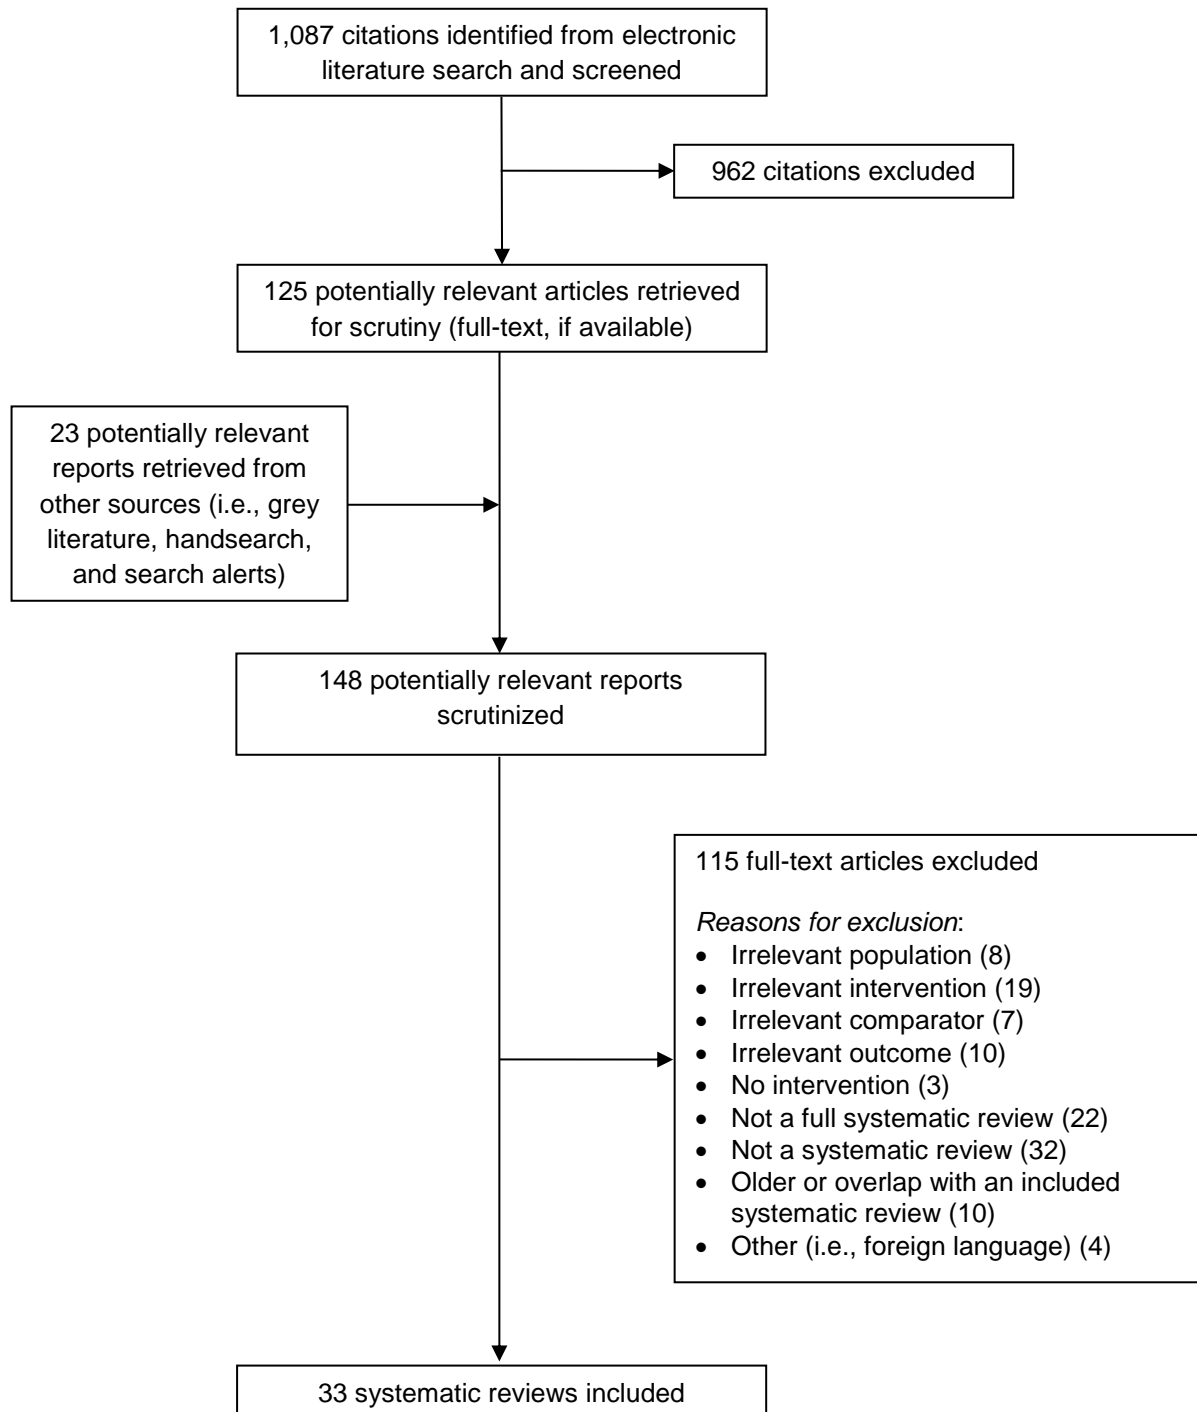 1,087 citations identified from electronic
literature search and screened
962 citations excluded
125 potentially relevant articles retrieved
for scrutiny (full-text, if available)
23 potentially relevant
reports retrieved from
other sources (i.e., grey
literature, handsearch,
and search alerts)
148 potentially relevant reports
scrutinized
115 full-text articles excluded
Reasons for exclusion:
• Irrelevant population (8)
• Irrelevant intervention (19)
• Irrelevant comparator (7)
• Irrelevant outcome (10)
• No intervention (3)
• Not a full systematic review (22)
• Not a systematic review (32)
• Older or overlap with an included
systematic review (10)
• Other (i.e., foreign language) (4)
33 systematic reviews included